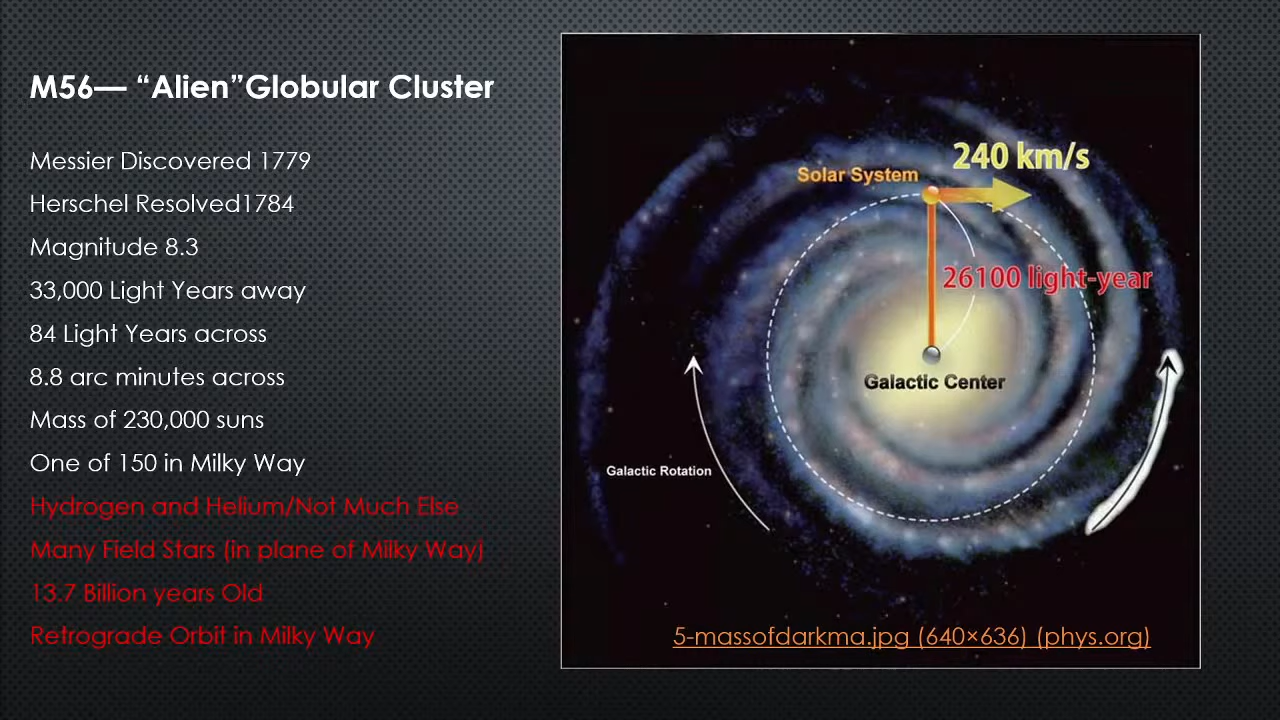 M56— “Alien”Globular Cluster
Messier Discovered 1779
Herschel Resolved1784
Magnitude 8.3
33,000 Light Years away
84 Light Years across
8.8 arc minutes across
Mass of 230,000 suns
One of 150 in Milky Way
Hydrogen and Helium/Not Much Else
Many Field Stars (in plane of Milky Way)
13.7 Billion years Old
Retrograde Orbit in Milky Way
240 km/s
Solar System
26100 light-year
Galactic Center
Galactic Rotation
5-massofdarkma.jpg (640×636) (phys.org)